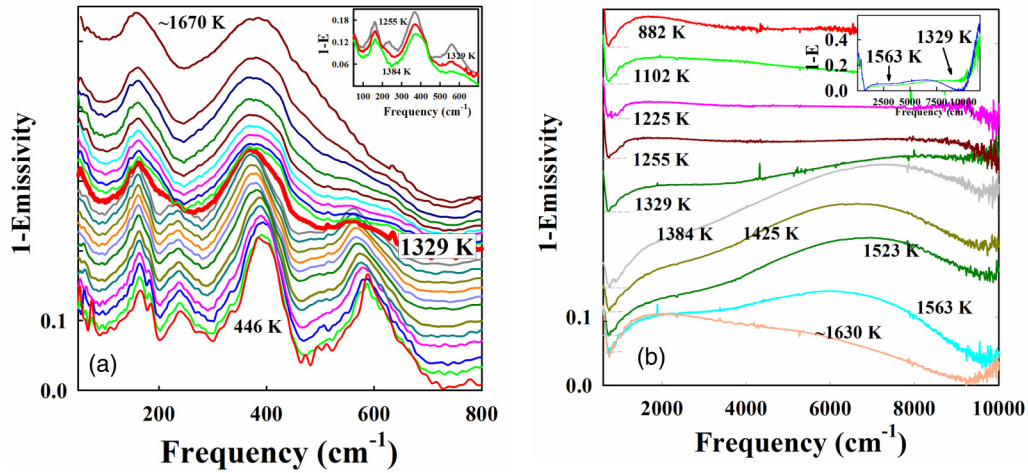 (a)
~1670 K
1329 K
446 K
0.1
0.0
1-Emissivity
200 400 600 800
Frequency (cm-1)
0.18
0.12
0.06
1-E
1255 K
1329 K
1384 K
100 200 300 400 500 600
Frequency (cm-1)
(b)
882 K
1102 K
1225 K
1255 K
1329 K
1384 K
1425 K
1523 K
1563 K
~1630 K
0.1
0.0
1-Emissivity
2000 4000 6000 8000 10000
Frequency (cm-1)
0.4
0.2
0.0
1-E
1563 K
1329 K
2500 5000 7500 10000
Frequency (cm-1)